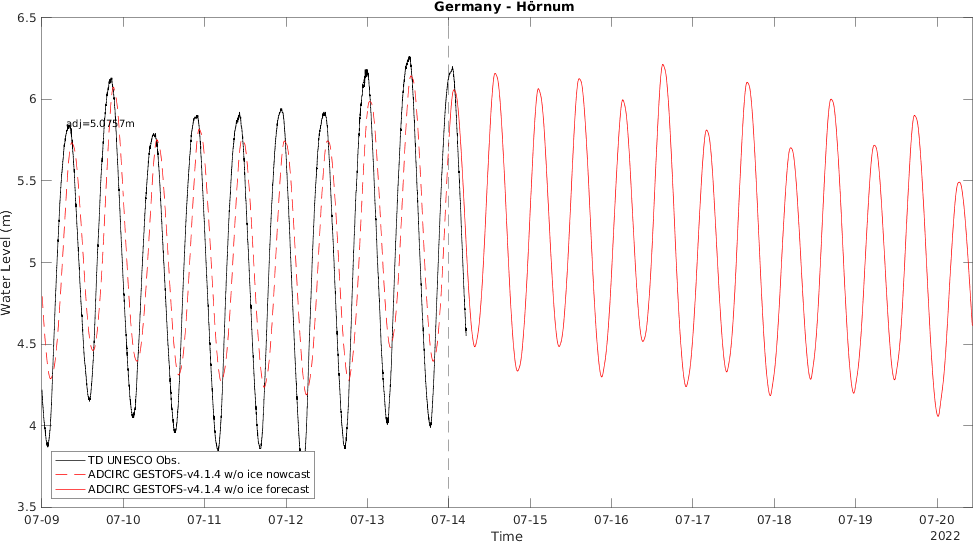 Germany - Hörnum
6.5
6
5.5
5
4.5
4
3.5
Water Level (m)
adj=5.0757m
TD UNESCO Obs.
ADCIRC GESTOFS-v4.1.4 w/o ice nowcast
ADCIRC GESTOFS-v4.1.4 w/o ice forecast
07-09 07-10 07-11 07-12 07-13 07-14 07-15 07-16 07-17 07-18 07-19 07-20
Time
2022